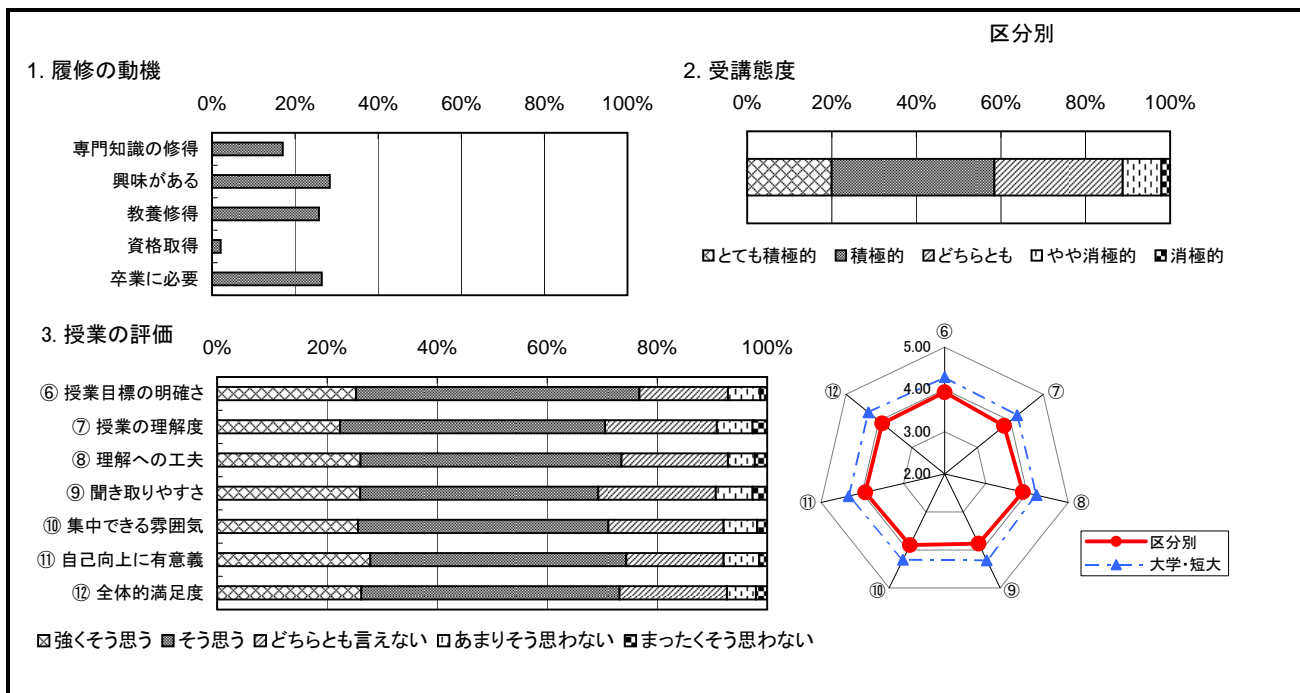 区分別
1. 履修の動機
0% 20% 40% 60% 80% 100%
専門知識の修得
興味がある
教養修得
資格取得
卒業に必要
2. 受講態度
0% 20% 40% 60% 80% 100%
とても積極的 積極的 どちらとも やや消極的 消極的
3. 授業の評価
0% 20% 40% 60% 80% 100%
⑥ 授業目標の明確さ
⑦ 授業の理解度
⑧ 理解への工夫
⑨ 聞き取りやすさ
⑩ 集中できる雰囲気
⑪ 自己向上に有意義
⑫ 全体的満足度
強くそう思う そう思う どちらとも言えない あまりそう思わない まったくそう思わない
⑥
5.00
⑫ 4.00 ⑦
3.00
2.00
⑪ ⑧
⑩ ⑨
区分別
大学・短大